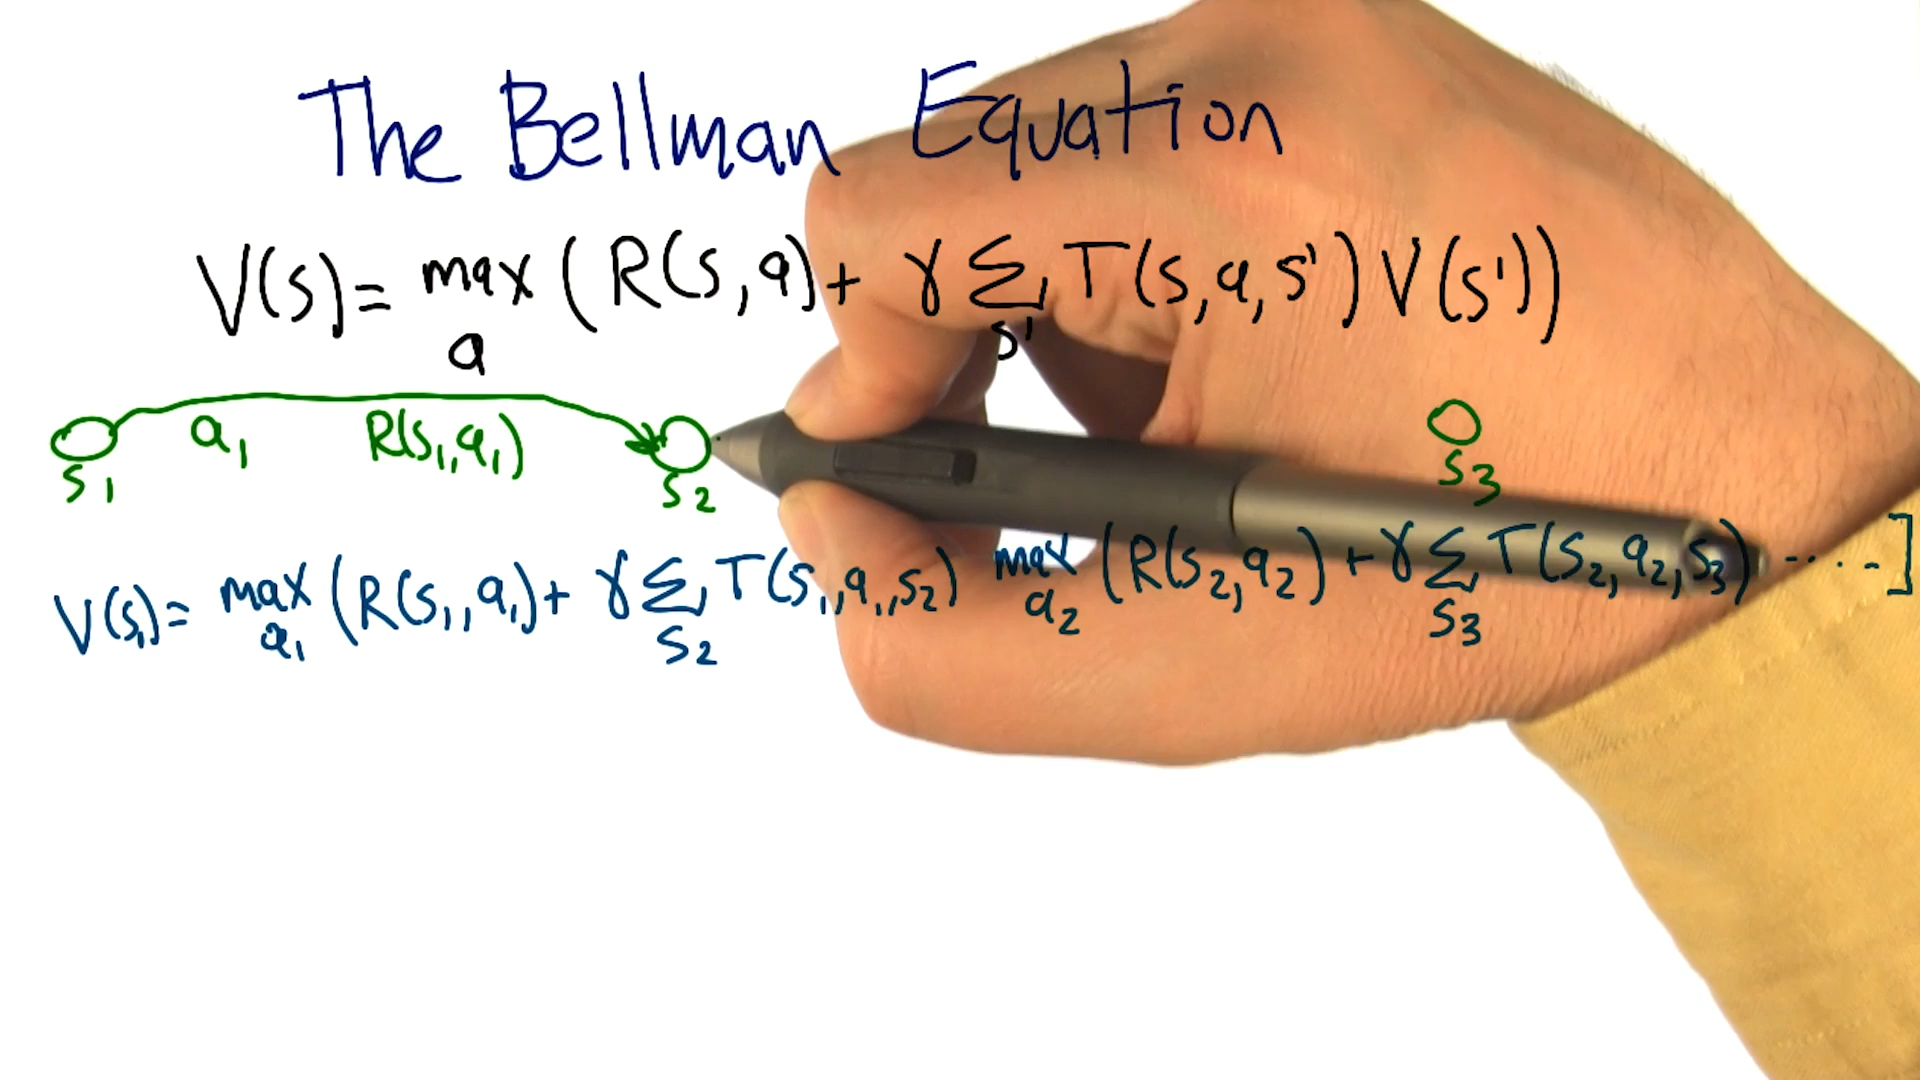 The Bellman Equation
V(s) = max ( R(s,a) + γ Σ T(s,a,s') V(s'))
a s'
a₁ R(s₁,a₁) s₃
s₁ s₂
V(s₁) = max (R(s₁,a₁) + γ Σ T(s₁,a₁,s₂) max (R(s₂,a₂) + γ Σ T(s₂,a₂,s₃) .....]
a₁ s₂ a₂ s₃